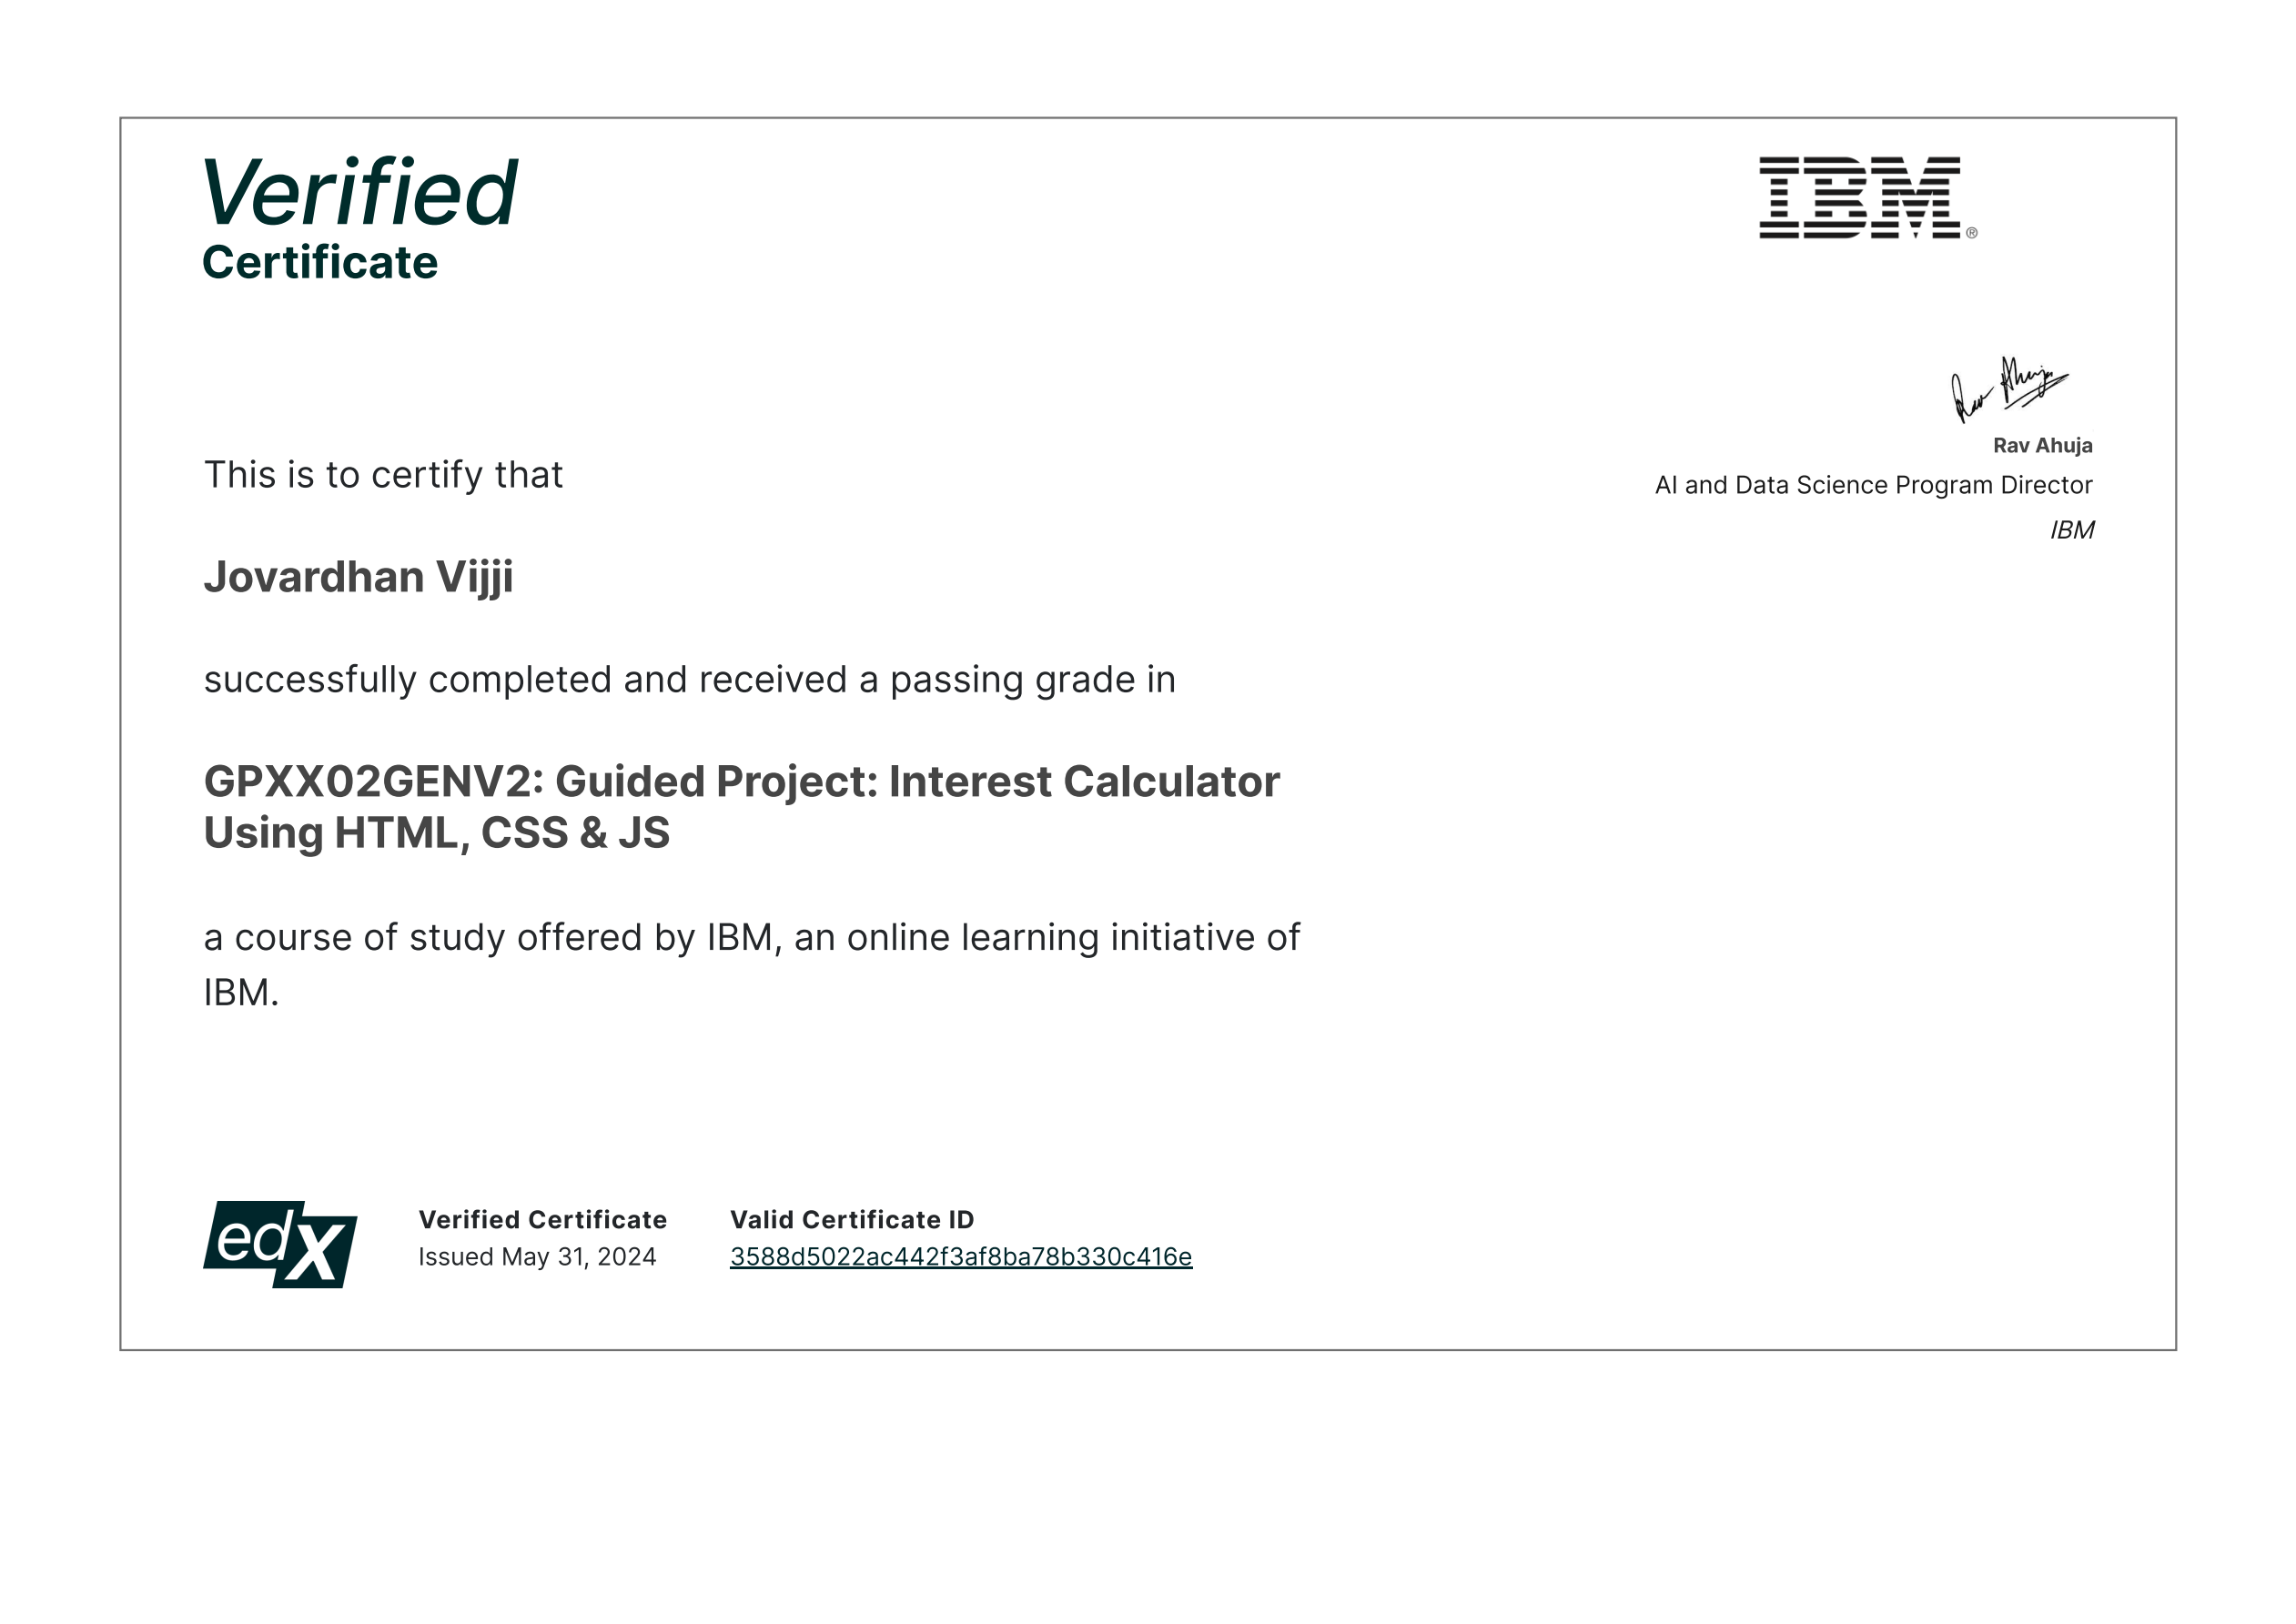 Verified
Certificate
IBM®
Rav Ahuja
Rav Ahuja
AI and Data Science Program Director
IBM
This is to certify that
Jovardhan Vijji
successfully completed and received a passing grade in
GPXX02GENV2: Guided Project: Interest Calculator
Using HTML, CSS & JS
a course of study offered by IBM, an online learning initiative of
IBM.
edX
Verified Certificate
Issued May 31, 2024
Valid Certificate ID
3588d5022ac442f3af8ba78b330c416e